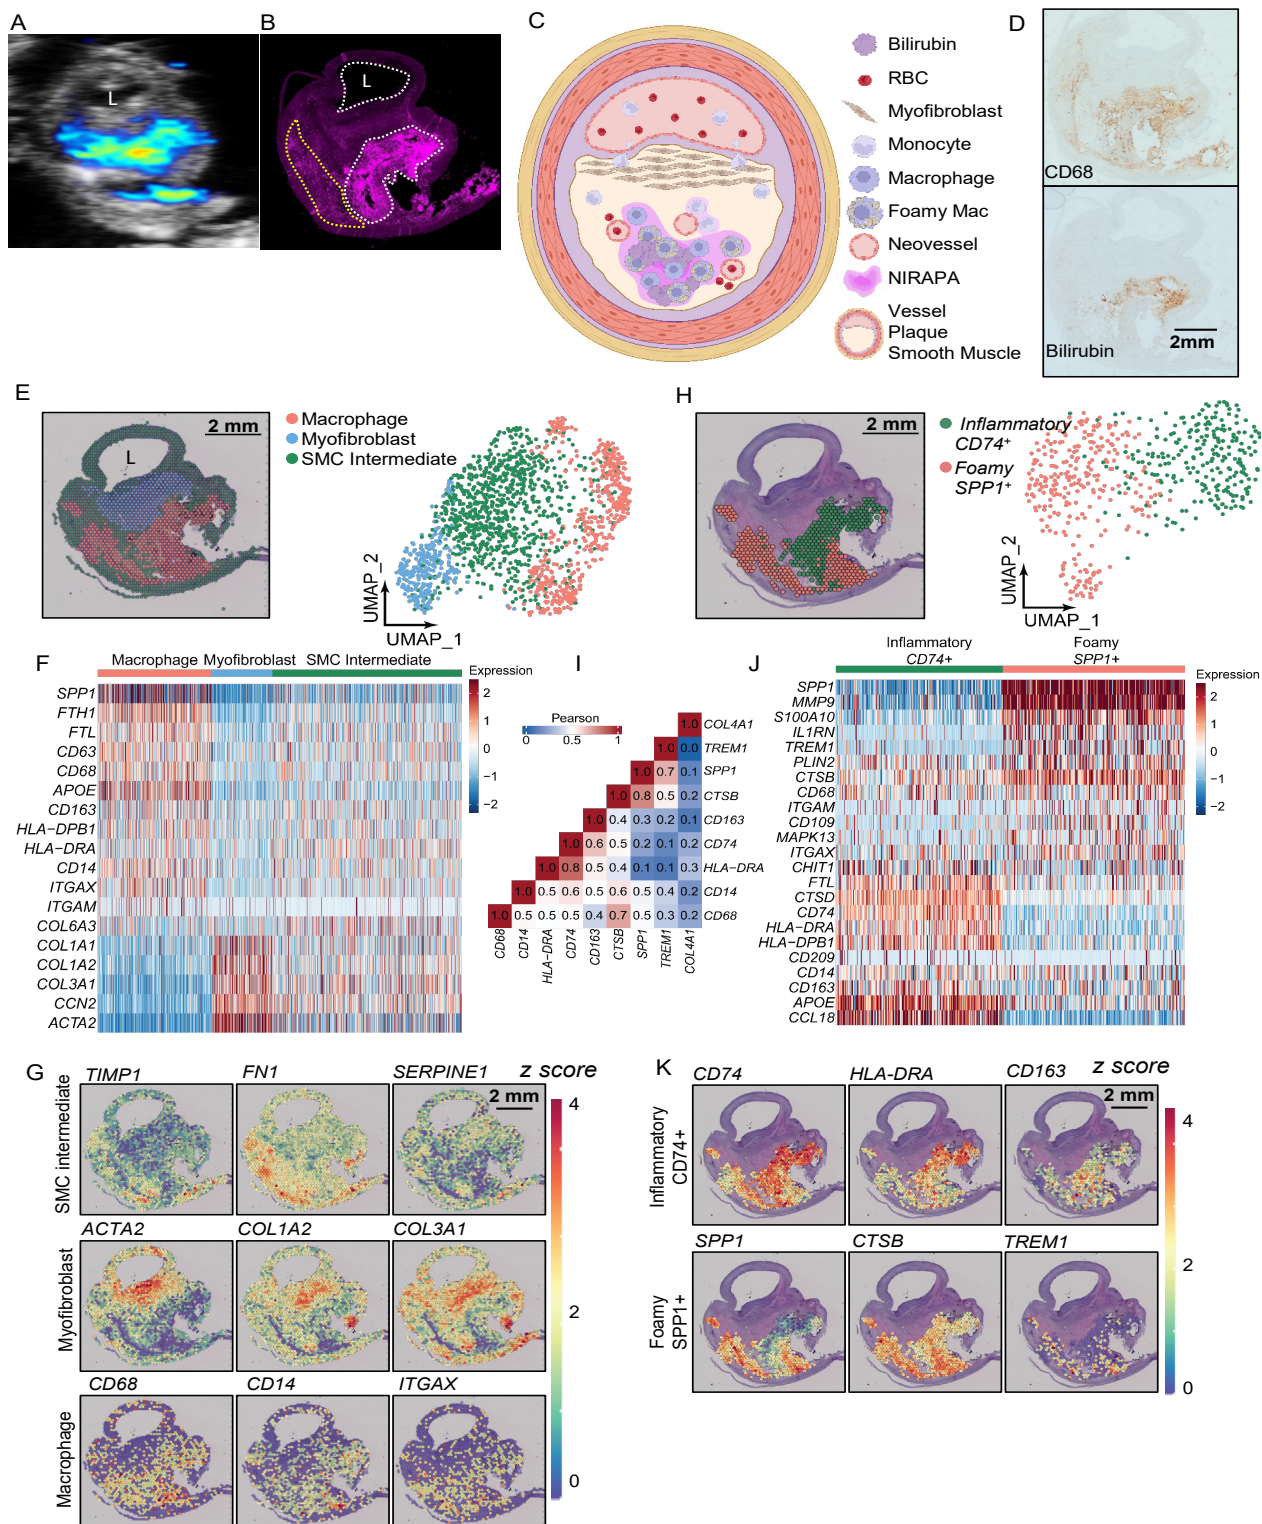 A
L
B
L
C
Bilirubin
RBC
Myofibroblast
Monocyte
Macrophage
Foamy Mac
Neovessel
NIRAPA
Vessel
Plaque
Smooth Muscle
D
CD68
Bilirubin
2mm
E
2 mm
L
Macrophage
Myofibroblast
SMC Intermediate
UMAP_2
UMAP_1
H
2 mm
Inflammatory
CD74+
Foamy
SPP1+
UMAP_2
UMAP_1
F
Macrophage Myofibroblast SMC Intermediate
Expression
2
1
0
−1
−2
SPP1
FTH1
FTL
CD63
CD68
APOE
CD163
HLA−DPB1
HLA−DRA
CD14
ITGAX
ITGAM
COL6A3
COL1A1
COL1A2
COL3A1
CCN2
ACTA2
I
Pearson
0 0.5 1
1.0 COL4A1
1.0 0.0 TREM1
1.0 0.7 0.1 SPP1
1.0 0.8 0.5 0.2 CTSB
1.0 0.4 0.3 0.2 0.1 CD163
1.0 0.6 0.5 0.2 0.1 0.2 CD74
1.0 0.8 0.5 0.4 0.1 0.1 0.3 HLA−DRA
1.0 0.5 0.6 0.5 0.6 0.5 0.4 0.2 CD14
1.0 0.5 0.5 0.5 0.4 0.7 0.5 0.3 0.2 CD68
CD68 CD14 HLA−DRA CD74 CD163 CTSB SPP1 TREM1 COL4A1
J
Inflammatory
CD74+
Foamy
SPP1+
Expression
2
1
0
−1
−2
SPP1
MMP9
S100A10
IL1RN
TREM1
PLIN2
CTSB
CD68
ITGAM
CD109
MAPK13
ITGAX
CHIT1
FTL
CTSD
CD74
HLA−DRA
HLA−DPB1
CD209
CD14
CD163
APOE
CCL18
G
TIMP1 FN1 SERPINE1 z score
2 mm
4
2
0
SMC intermediate
ACTA2 COL1A2 COL3A1
Myofibroblast
CD68 CD14 ITGAX
Macrophage
K
CD74 HLA-DRA CD163 z score
2 mm
4
2
0
Inflammatory
CD74+
SPP1 CTSB TREM1
Foamy
SPP1+